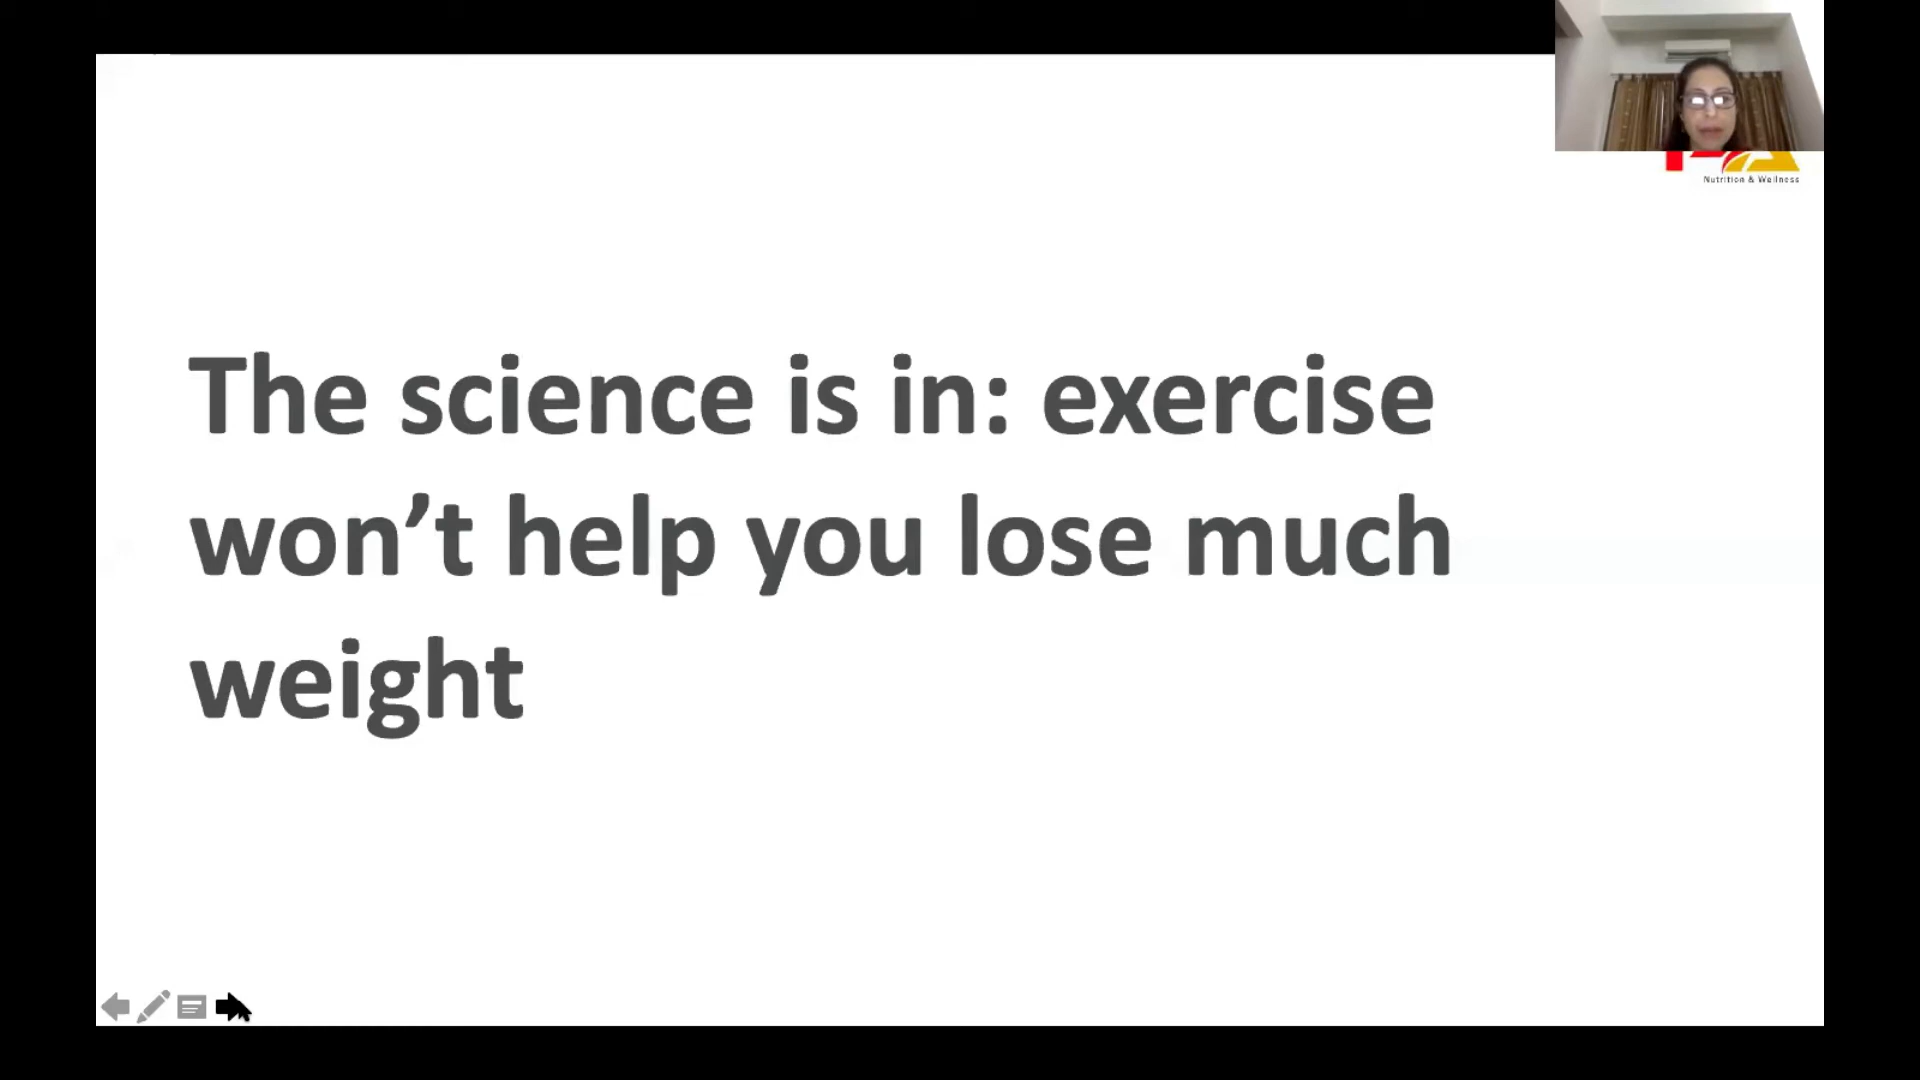 Nutrition & Wellness
The science is in: exercise
won’t help you lose much
weight